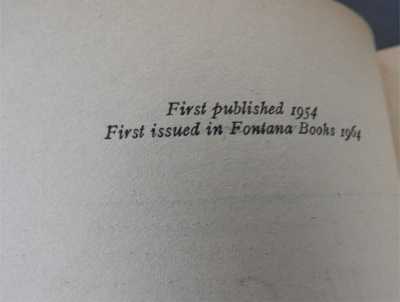 First published 1954
First issued in Fontana Books 1964